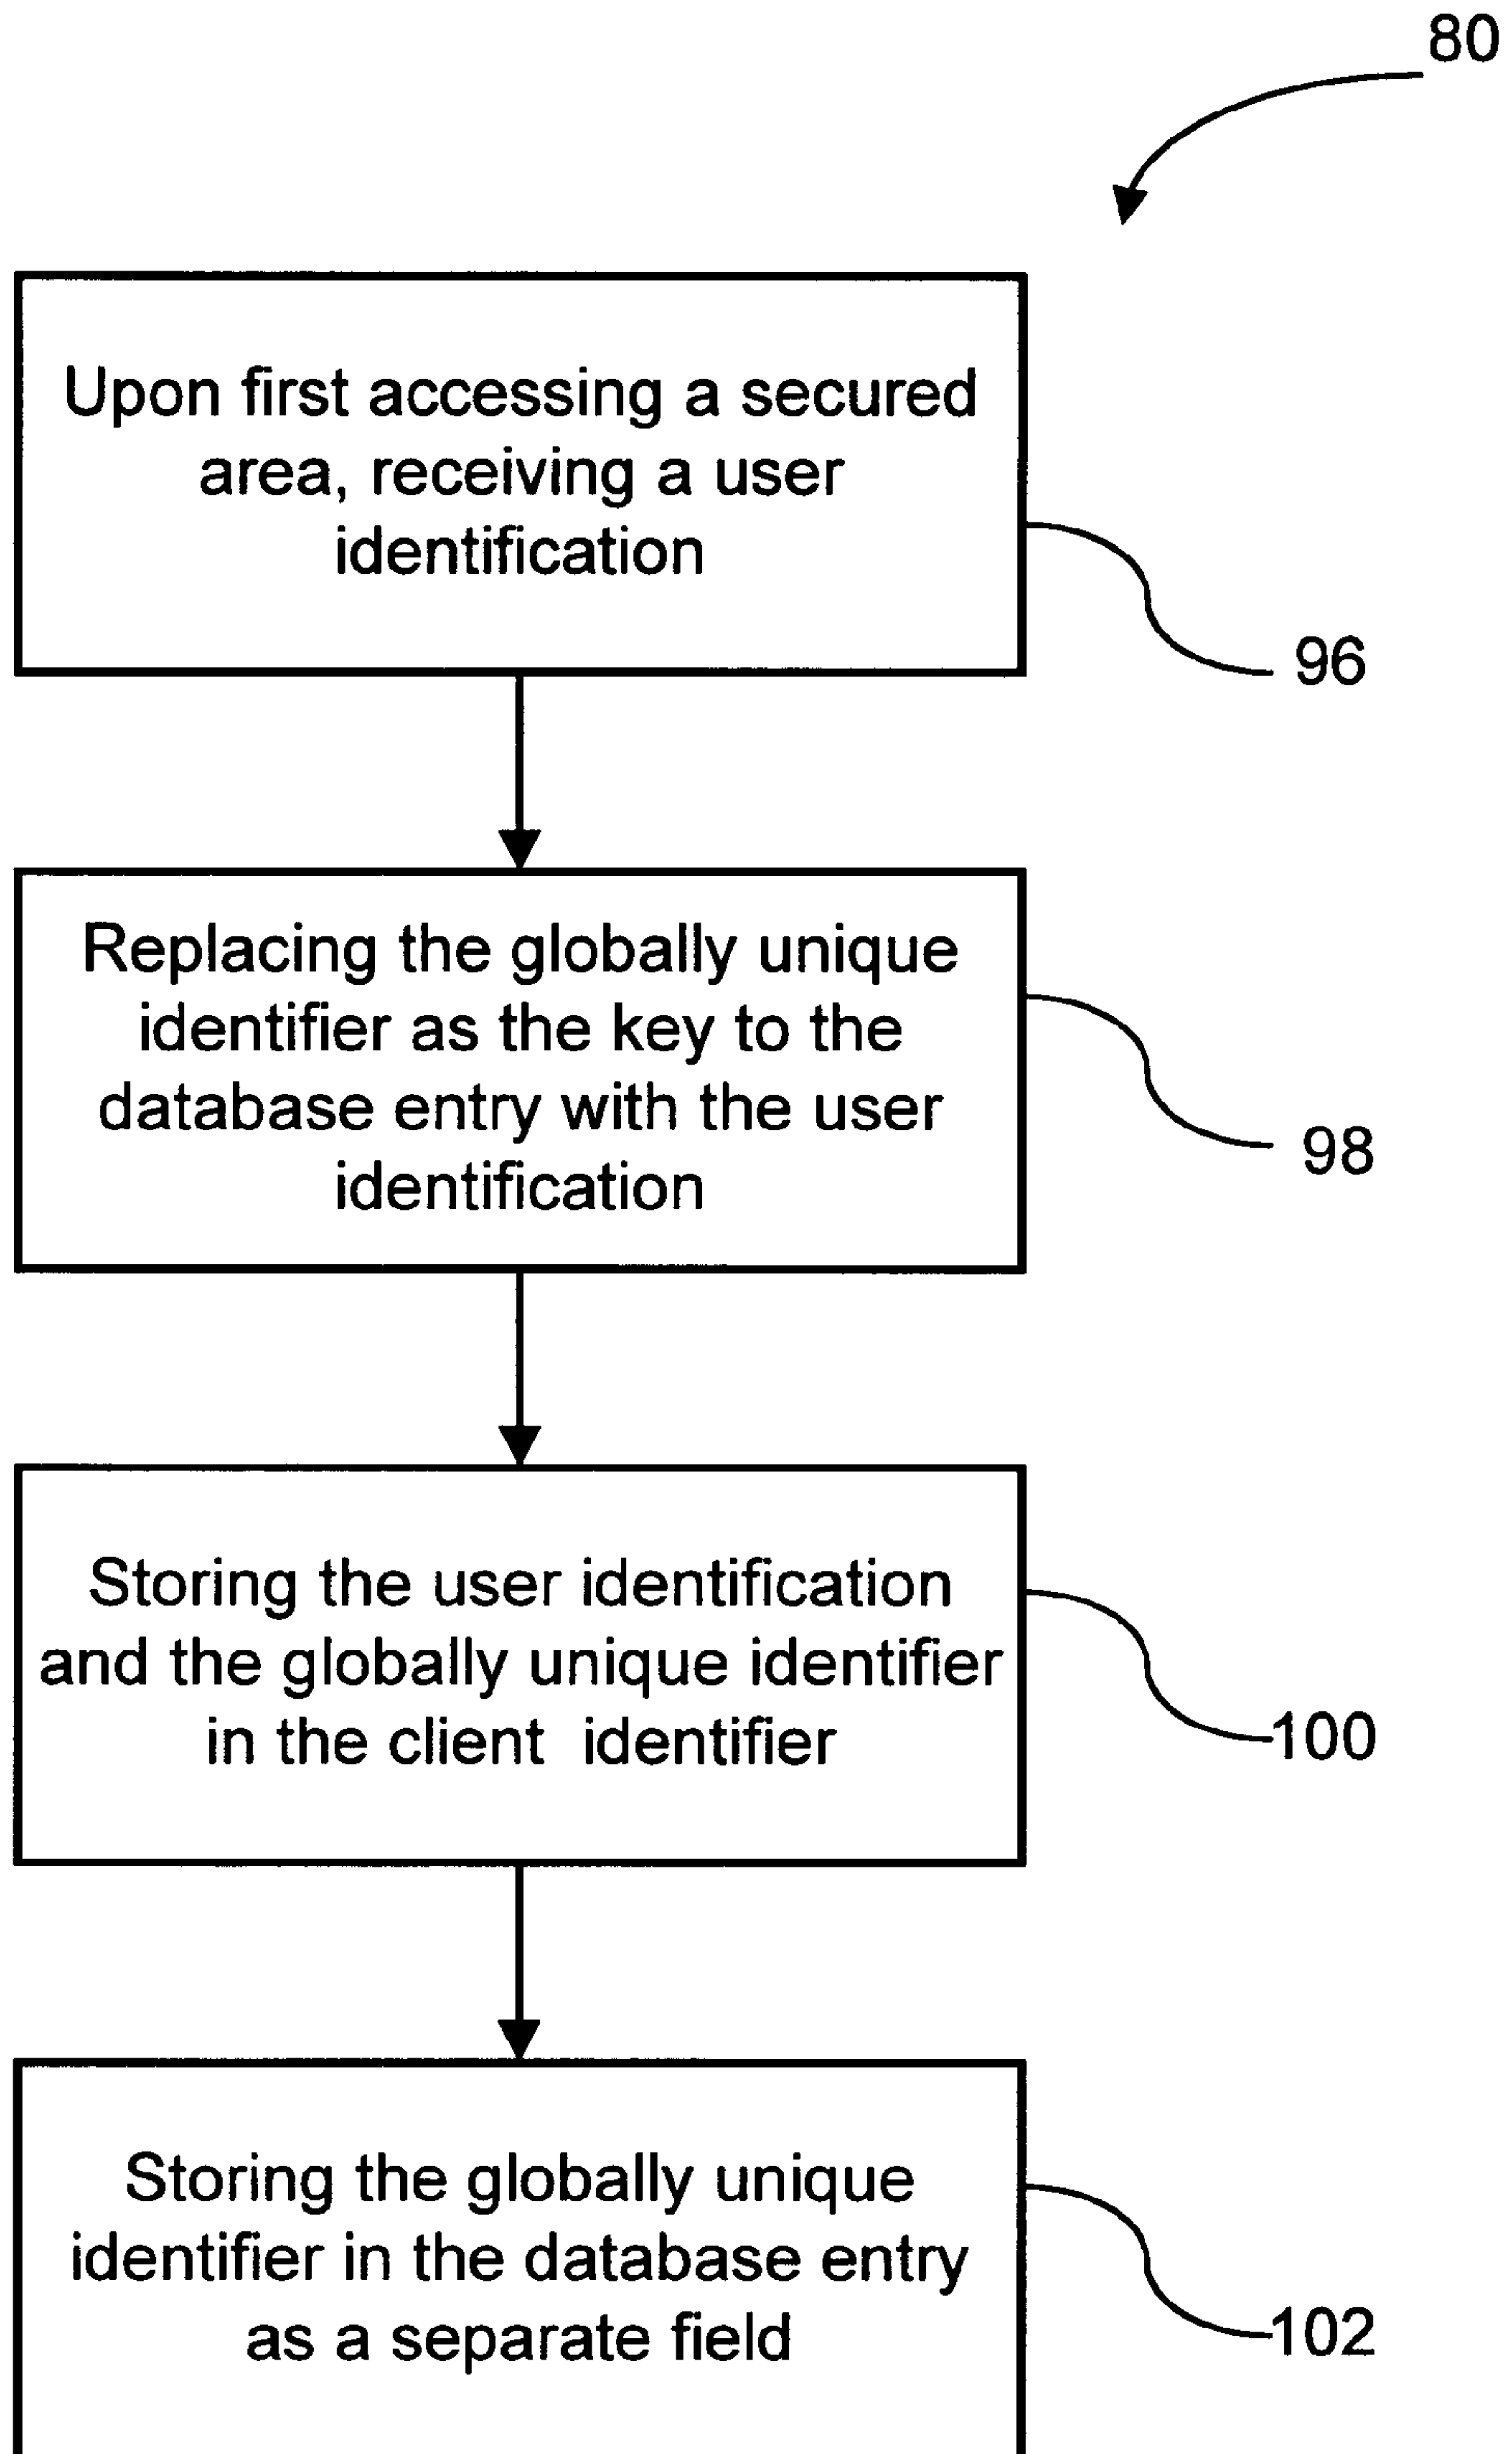 80
Upon first accessing a secured
area, receiving a user
identification
96
Replacing the globally unique
identifier as the key to the
database entry with the user
identification
98
Storing the user identification
and the globally unique identifier
in the client identifier
100
Storing the globally unique
identifier in the database entry
as a separate field
102